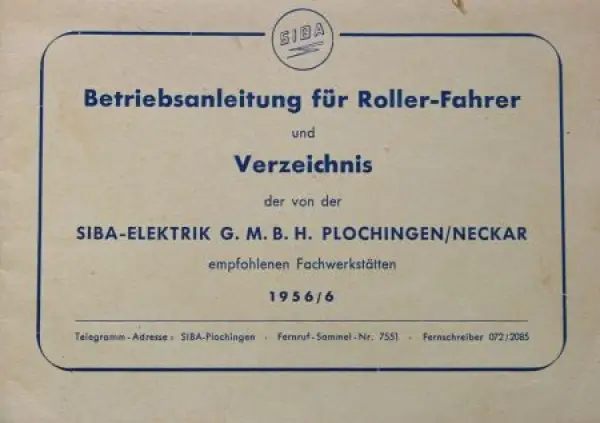 SIBA
Betriebsanleitung für Roller-Fahrer
und
Verzeichnis
der von der
SIBA-ELEKTRIK G. M. B. H. PLOCHINGEN/NECKAR
empfohlenen Fachwerkstätten
1956/6
Telegramm-Adresse: SIBA-Plochingen · Fernruf-Sammel-Nr. 7551 · Fernschreiber 072/2085